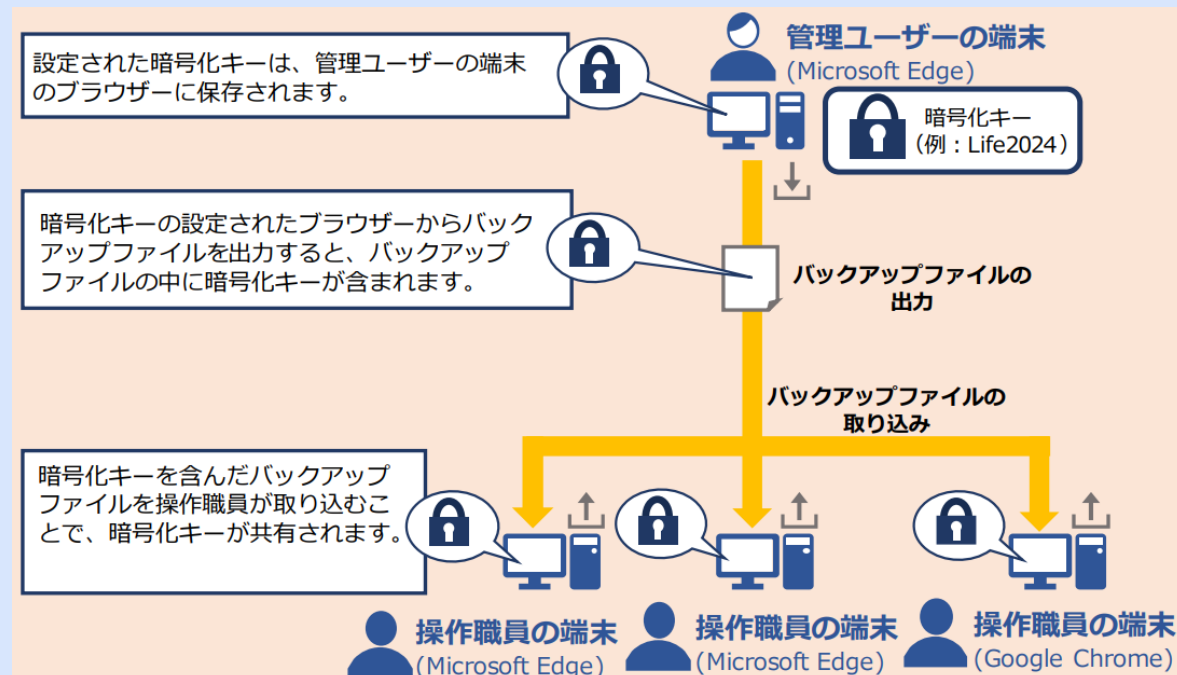 設定された暗号化キーは、管理ユーザーの端末
のブラウザーに保存されます。
管理ユーザーの端末
(Microsoft Edge)
暗号化キー
（例：Life2024）
暗号化キーの設定されたブラウザーからバック
アップファイルを出力すると、バックアップ
ファイルの中に暗号化キーが含まれます。
バックアップファイルの
出力
バックアップファイルの
取り込み
暗号化キーを含んだバックアップ
ファイルを操作職員が取り込むこ
とで、暗号化キーが共有されます。
操作職員の端末
(Microsoft Edge)
操作職員の端末
(Microsoft Edge)
操作職員の端末
(Google Chrome)